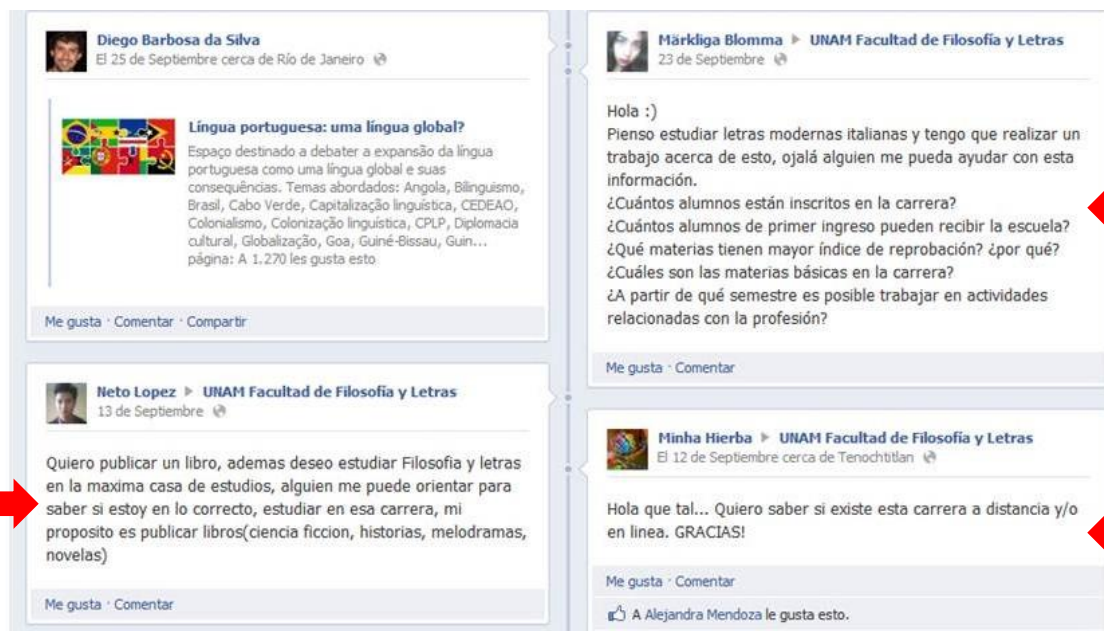 Diego Barbosa da Silva
El 25 de Septiembre cerca de Río de Janeiro
Língua portuguesa: uma língua global?
Espaço destinado a debater a expansão da língua
portuguesa como uma língua global e suas
consequências. Temas abordados: Angola, Bilinguismo,
Brasil, Cabo Verde, Capitalização linguística, CEDEAO,
Colonialismo, Colonização linguística, CPLP, Diplomacia
cultural, Globalização, Goa, Guiné-Bissau, Guin...
página: A 1.270 les gusta esto
Me gusta · Comentar · Compartir
Neto Lopez ▶ UNAM Facultad de Filosofía y Letras
13 de Septiembre
Quiero publicar un libro, ademas deseo estudiar Filosofia y letras
en la maxima casa de estudios, alguien me puede orientar para
saber si estoy en lo correcto, estudiar en esa carrera, mi
proposito es publicar libros(ciencia ficcion, historias, melodramas,
novelas)
Me gusta · Comentar
Märkliga Blomma ▶ UNAM Facultad de Filosofía y Letras
23 de Septiembre
Hola :)
Pienso estudiar letras modernas italianas y tengo que realizar un
trabajo acerca de esto, ojalá alguien me pueda ayudar con esta
información.
¿Cuántos alumnos están inscritos en la carrera?
¿Cuántos alumnos de primer ingreso pueden recibir la escuela?
¿Qué materias tienen mayor índice de reprobación? ¿por qué?
¿Cuáles son las materias básicas en la carrera?
¿A partir de qué semestre es posible trabajar en actividades
relacionadas con la profesión?
Me gusta · Comentar
Minha Hierba ▶ UNAM Facultad de Filosofía y Letras
El 12 de Septiembre cerca de Tenochtitlan
Hola que tal... Quiero saber si existe esta carrera a distancia y/o
en linea. GRACIAS!
Me gusta · Comentar
A Alejandra Mendoza le gusta esto.